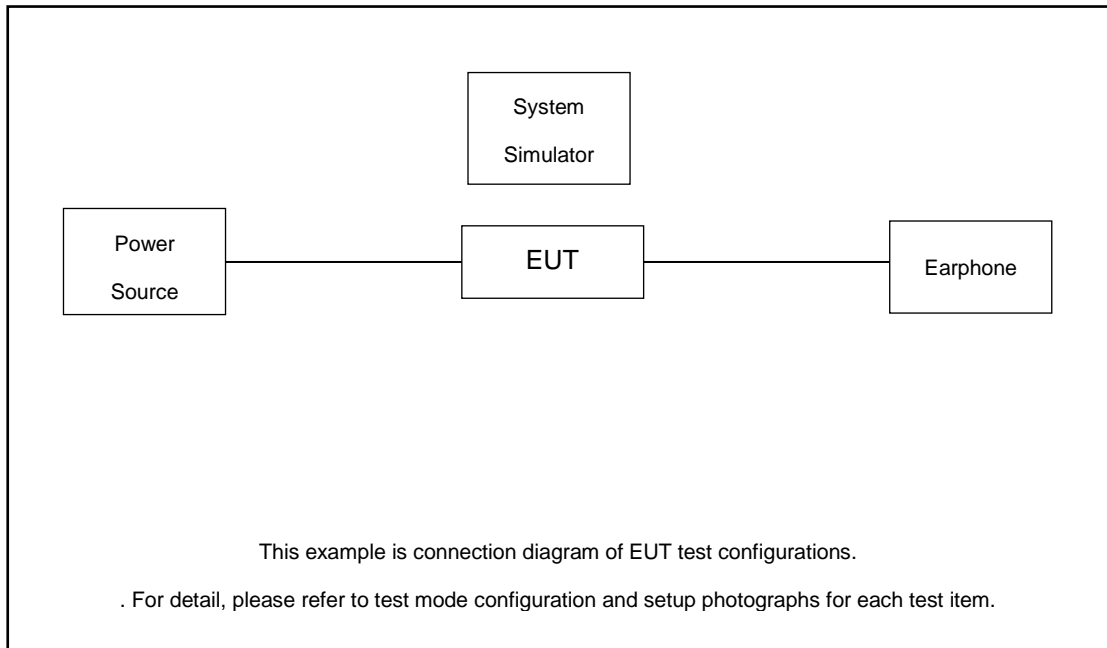 System
Simulator
Power
Source
EUT
Earphone
This example is connection diagram of EUT test configurations.
. For detail, please refer to test mode configuration and setup photographs for each test item.